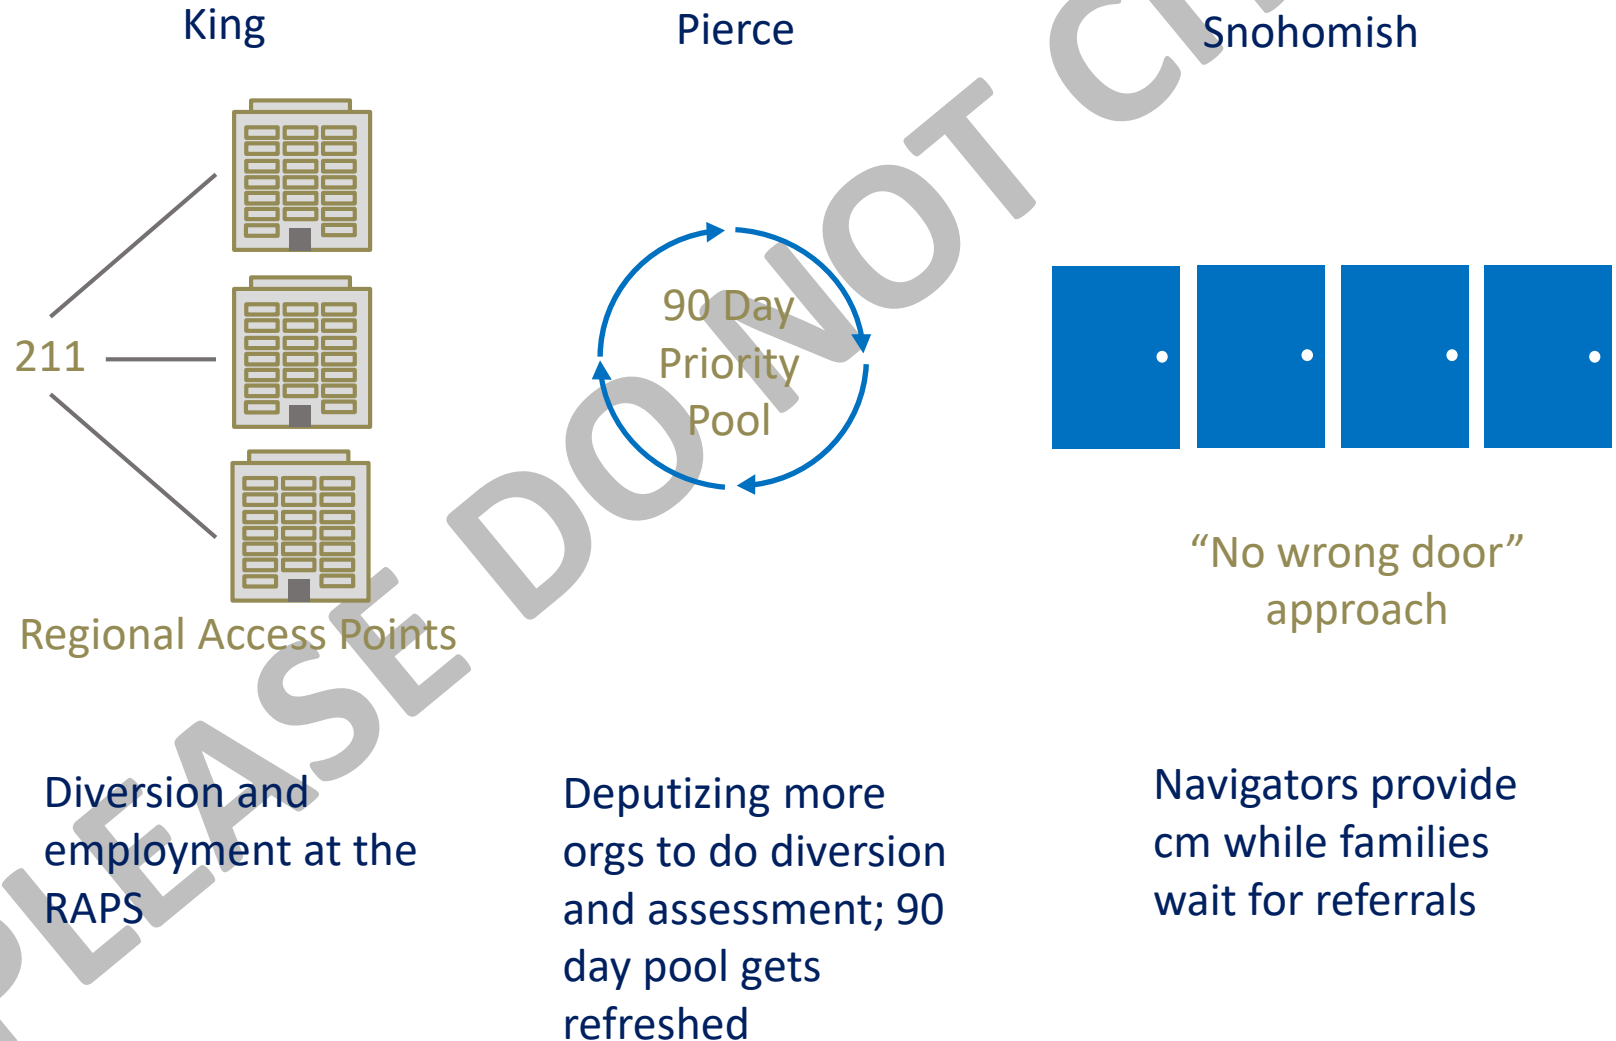 King
Pierce
Snohomish
211
Regional Access Points
90 Day
Priority
Pool
“No wrong door”
approach
Diversion and
employment at the
RAPS
Deputizing more
orgs to do diversion
and assessment; 90
day pool gets
refreshed
Navigators provide
cm while families
wait for referrals
PLEASE DO NOT